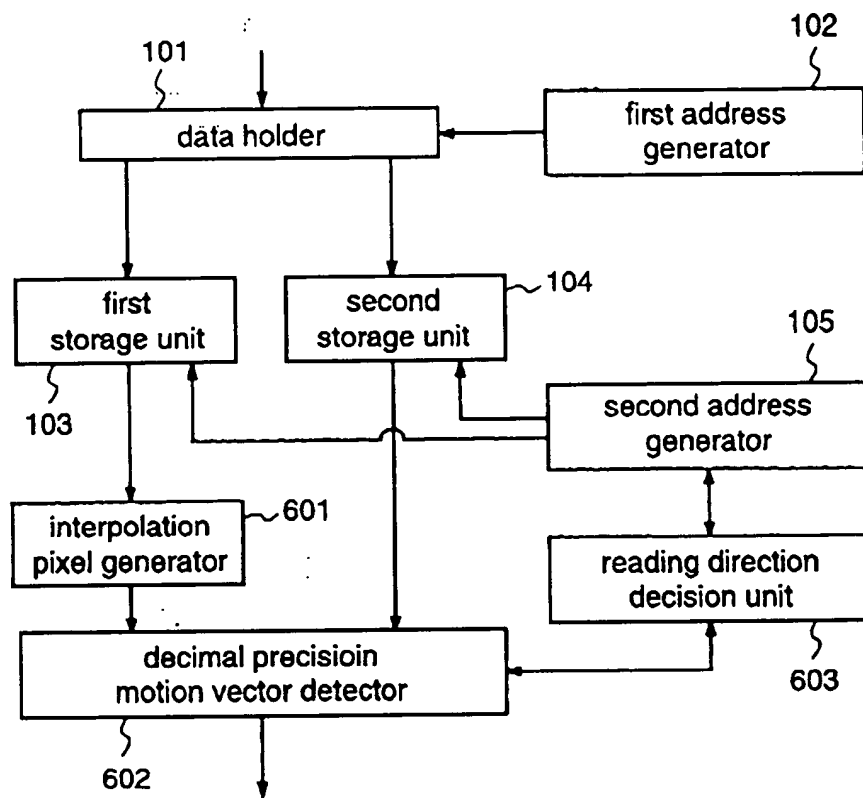 101
102
data holder
first address
generator
first
storage unit
103
second
storage unit
104
105
second address
generator
interpolation
pixel generator
601
reading direction
decision unit
603
decimal precisioin
motion vector detector
602